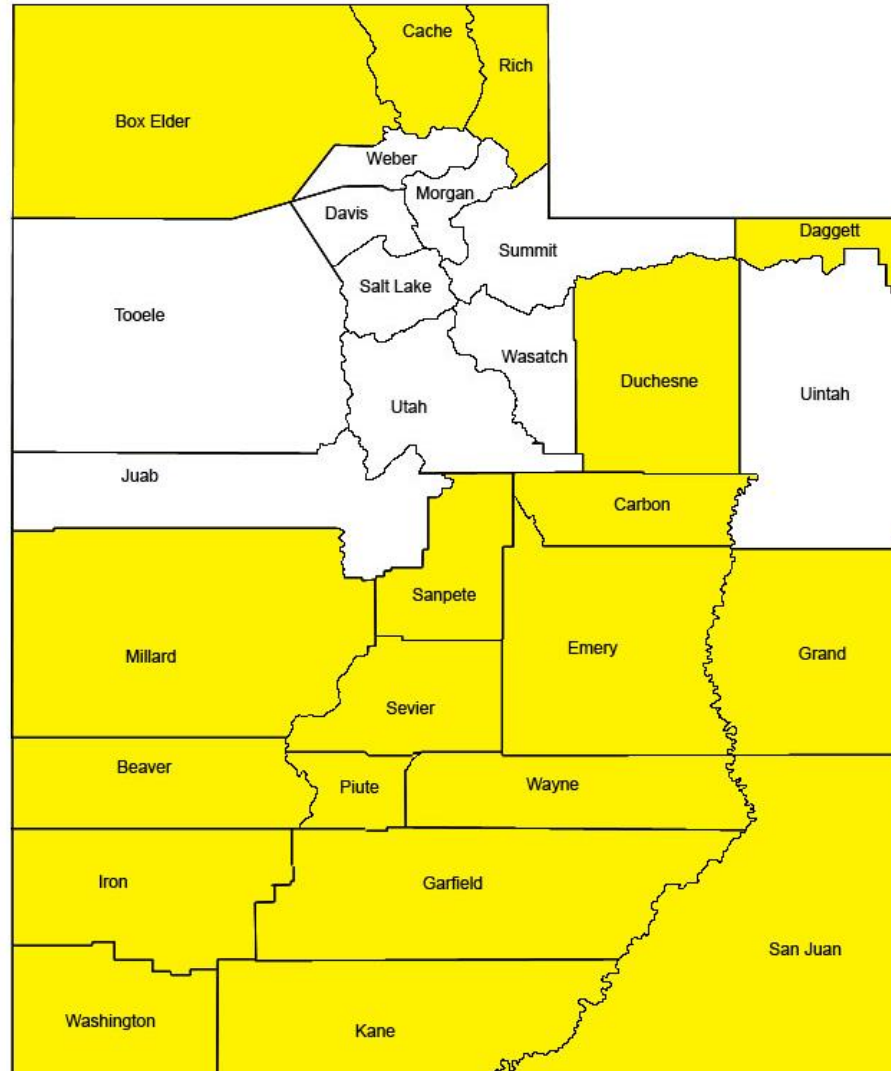 Cache
Rich
Box Elder
Weber
Morgan
Davis
Daggett
Summit
Salt Lake
Tooele
Wasatch
Duchesne
Uintah
Utah
Juab
Carbon
Sanpete
Emery
Grand
Millard
Sevier
Beaver
Piute
Wayne
Iron
Garfield
San Juan
Washington
Kane